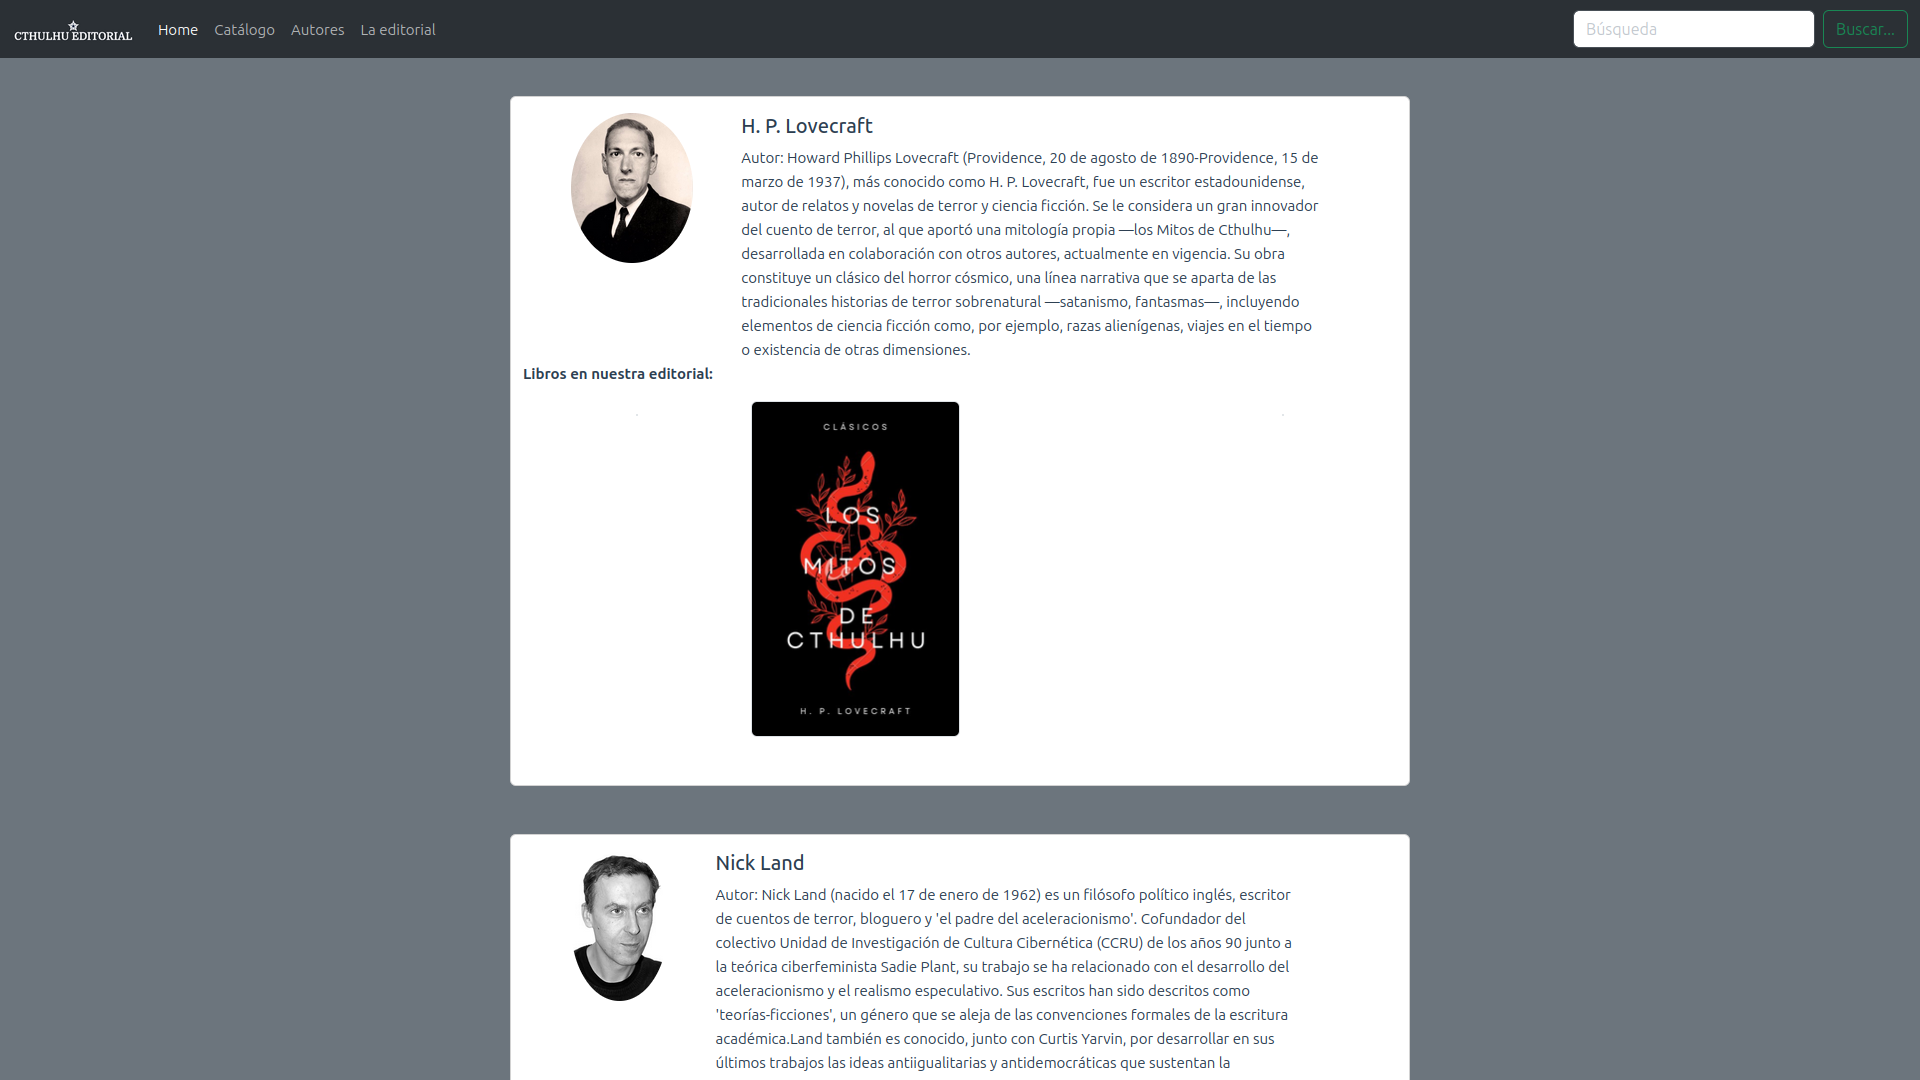 CTHULHU EDITORIAL
Home Catálogo Autores La editorial
Búsqueda Buscar...
H. P. Lovecraft
Autor: Howard Phillips Lovecraft (Providence, 20 de agosto de 1890-Providence, 15 de
marzo de 1937), más conocido como H. P. Lovecraft, fue un escritor estadounidense,
autor de relatos y novelas de terror y ciencia ficción. Se le considera un gran innovador
del cuento de terror, al que aportó una mitología propia —los Mitos de Cthulhu—,
desarrollada en colaboración con otros autores, actualmente en vigencia. Su obra
constituye un clásico del horror cósmico, una línea narrativa que se aparta de las
tradicionales historias de terror sobrenatural —satanismo, fantasmas—, incluyendo
elementos de ciencia ficción como, por ejemplo, razas alienígenas, viajes en el tiempo
o existencia de otras dimensiones.
Libros en nuestra editorial:
CLÁSICOS
LOS
MITOS
DE
CTHULHU
H. P. LOVECRAFT
Nick Land
Autor: Nick Land (nacido el 17 de enero de 1962) es un filósofo político inglés, escritor
de cuentos de terror, bloguero y 'el padre del aceleracionismo'. Cofundador del
colectivo Unidad de Investigación de Cultura Cibernética (CCRU) de los años 90 junto a
la teórica ciberfeminista Sadie Plant, su trabajo se ha relacionado con el desarrollo del
aceleracionismo y el realismo especulativo. Sus escritos han sido descritos como
'teorías-ficciones', un género que se aleja de las convenciones formales de la escritura
académica.Land también es conocido, junto con Curtis Yarvin, por desarrollar en sus
últimos trabajos las ideas antiigualitarias y antidemocráticas que sustentan la